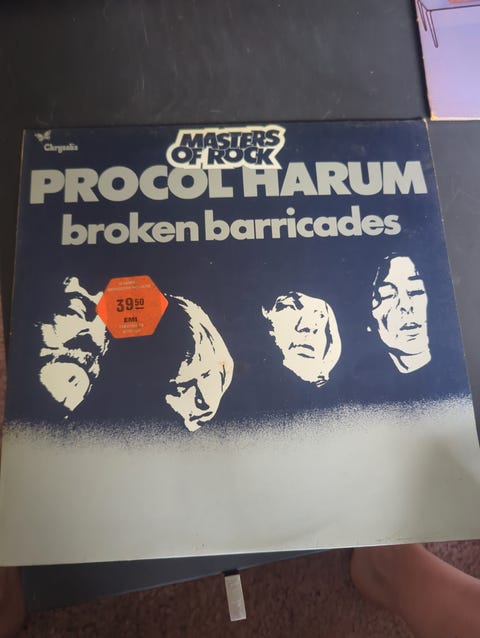 Chrysalis
MASTERS
OF ROCK
PROCOL HARUM
broken barricades
39 50
EMI